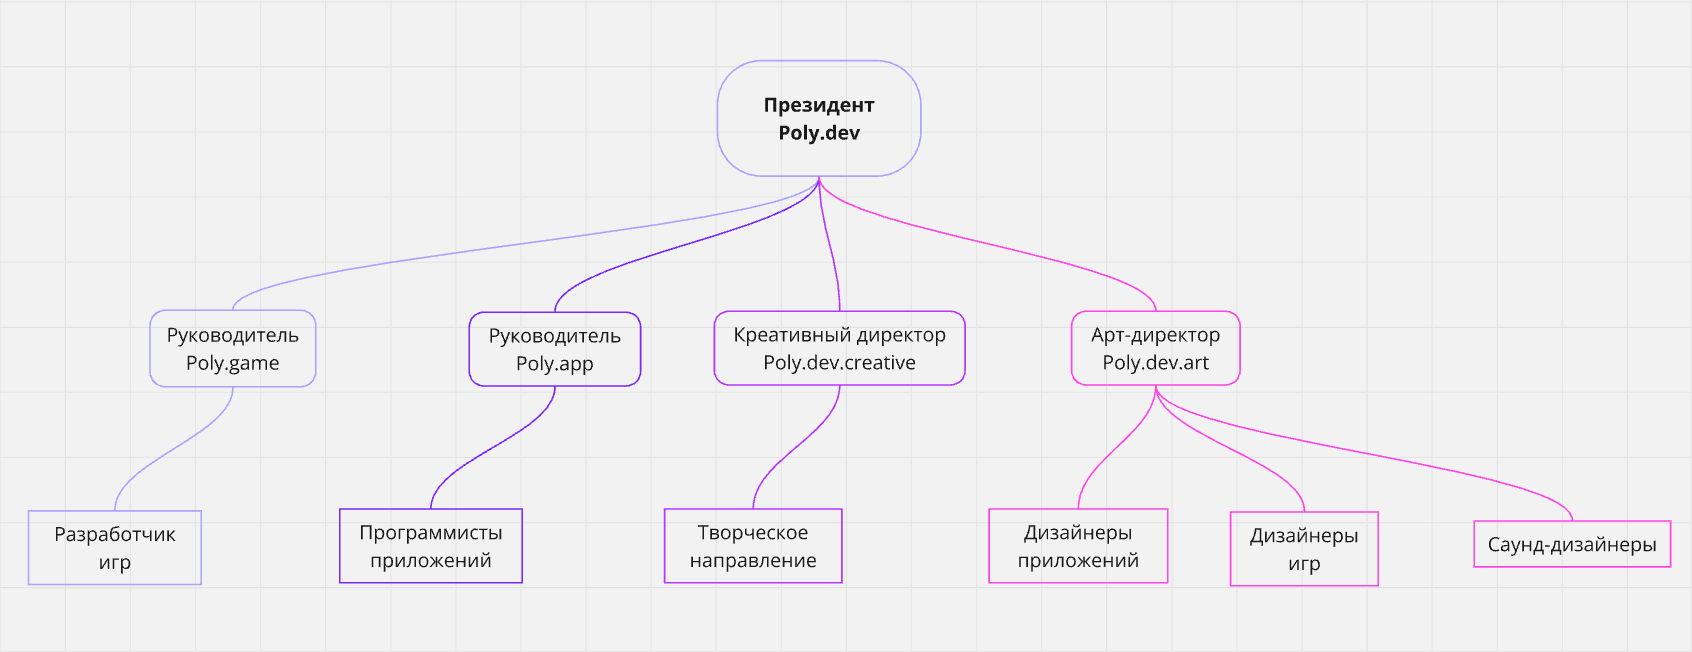 Президент
Poly.dev
Руководитель
Poly.game
Руководитель
Poly.app
Креативный директор
Poly.dev.creative
Арт-директор
Poly.dev.art
Разработчик
игр
Программисты
приложений
Творческое
направление
Дизайнеры
приложений
Дизайнеры
игр
Саунд-дизайнеры